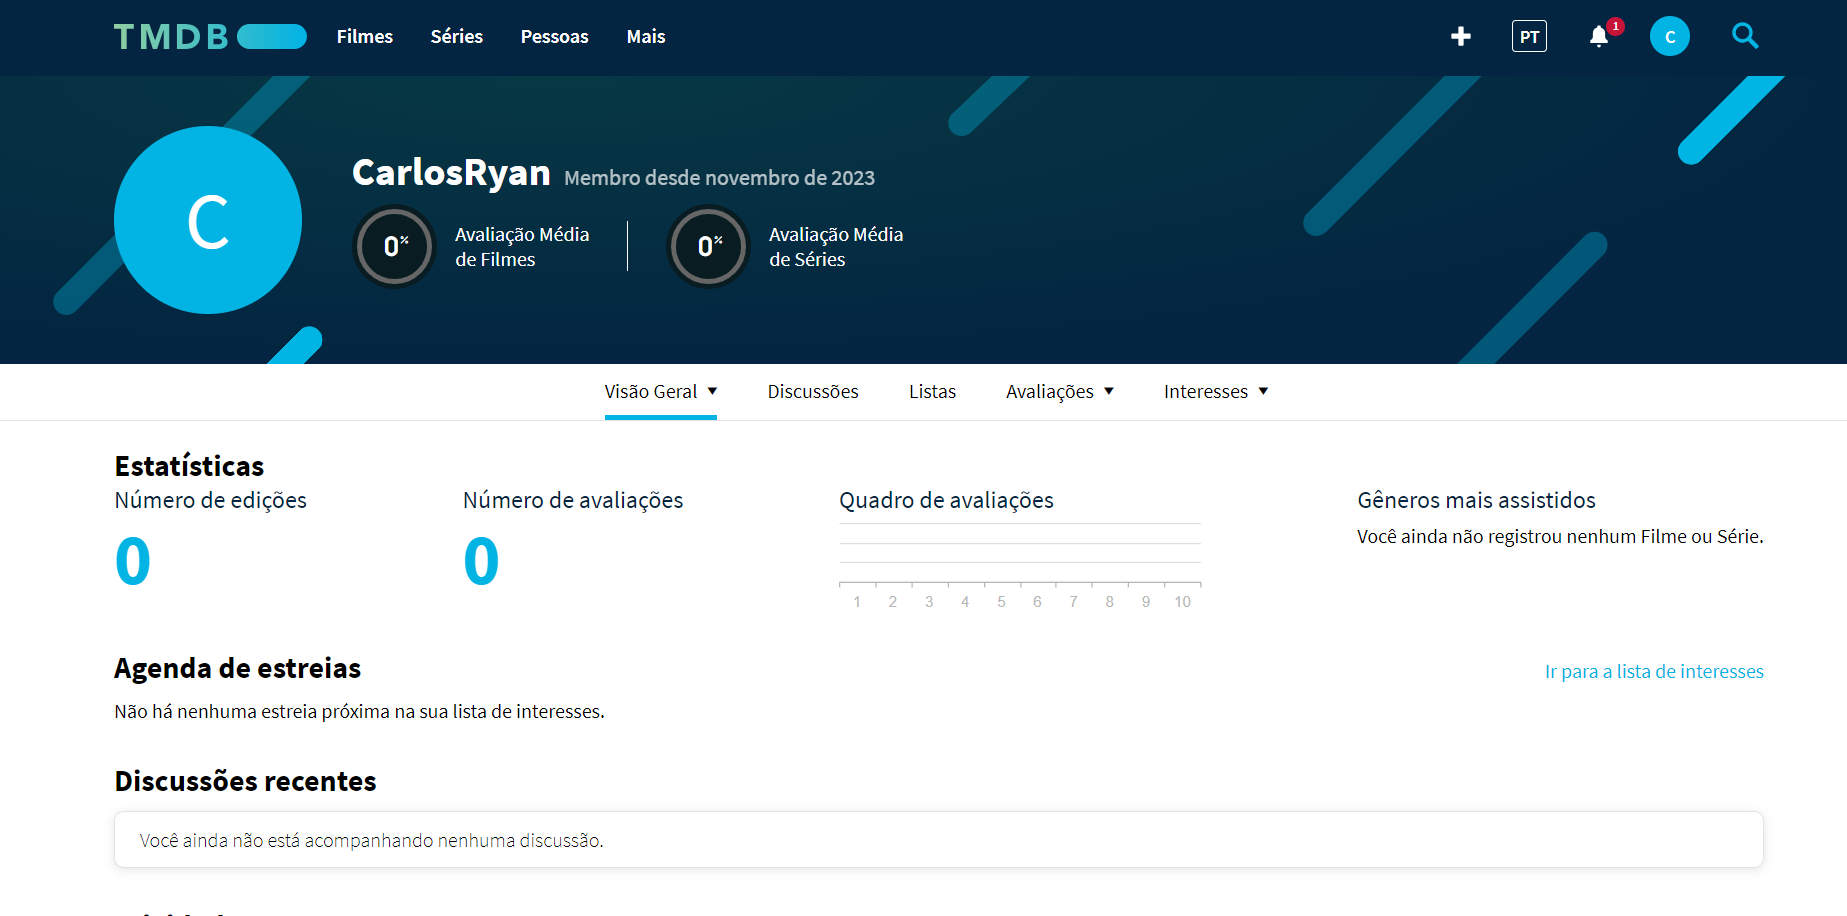 TMDB
Filmes Séries Pessoas Mais
PT
1
C
C
CarlosRyan Membro desde novembro de 2023
0%
Avaliação Média
de Filmes
0%
Avaliação Média
de Séries
Visão Geral Discussões Listas Avaliações Interesses
Estatísticas
Número de edições
0
Número de avaliações
0
Quadro de avaliações
1 2 3 4 5 6 7 8 9 10
Gêneros mais assistidos
Você ainda não registrou nenhum Filme ou Série.
Agenda de estreias
Ir para a lista de interesses
Não há nenhuma estreia próxima na sua lista de interesses.
Discussões recentes
Você ainda não está acompanhando nenhuma discussão.